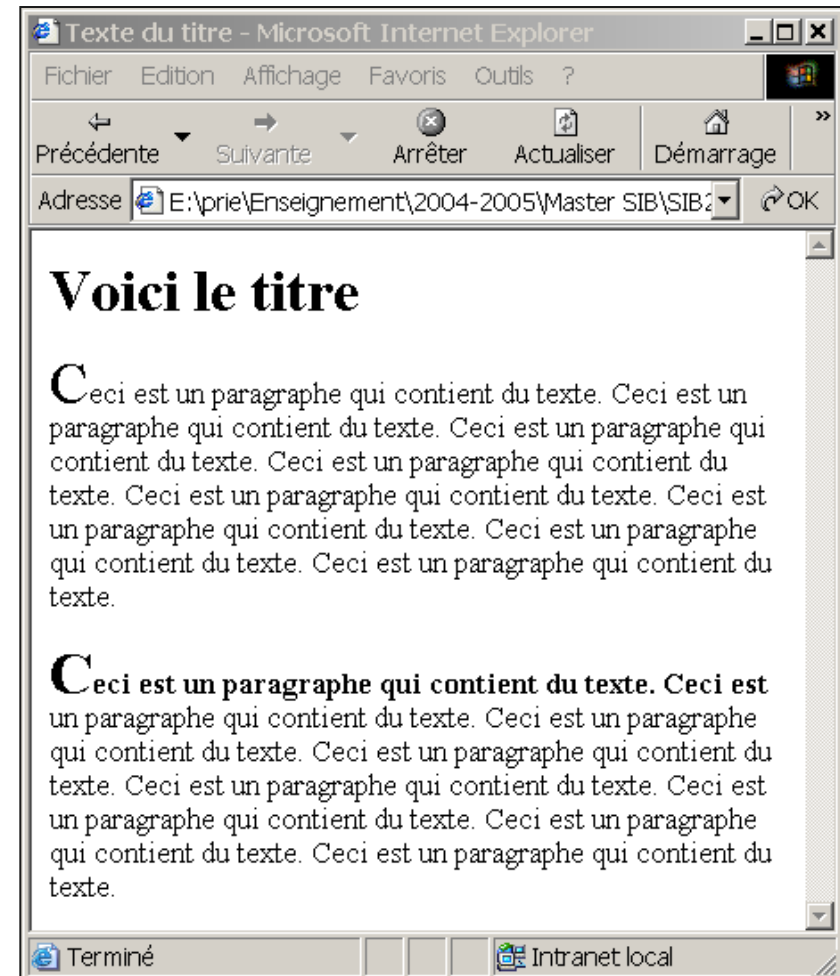 Texte du titre - Microsoft Internet Explorer
Fichier Edition Affichage Favoris Outils ?
Précédente Suivante Arrêter Actualiser Démarrage »
Adresse E:\prie\Enseignement\2004-2005\Master SIB\SIB2 OK
Voici le titre
Ceci est un paragraphe qui contient du texte. Ceci est un
paragraphe qui contient du texte. Ceci est un paragraphe qui
contient du texte. Ceci est un paragraphe qui contient du
texte. Ceci est un paragraphe qui contient du texte. Ceci est
un paragraphe qui contient du texte. Ceci est un paragraphe
qui contient du texte. Ceci est un paragraphe qui contient du
texte.
Ceci est un paragraphe qui contient du texte. Ceci est
un paragraphe qui contient du texte. Ceci est un paragraphe
qui contient du texte. Ceci est un paragraphe qui contient du
texte. Ceci est un paragraphe qui contient du texte. Ceci est
un paragraphe qui contient du texte. Ceci est un paragraphe
qui contient du texte. Ceci est un paragraphe qui contient du
texte.
Terminé Intranet local